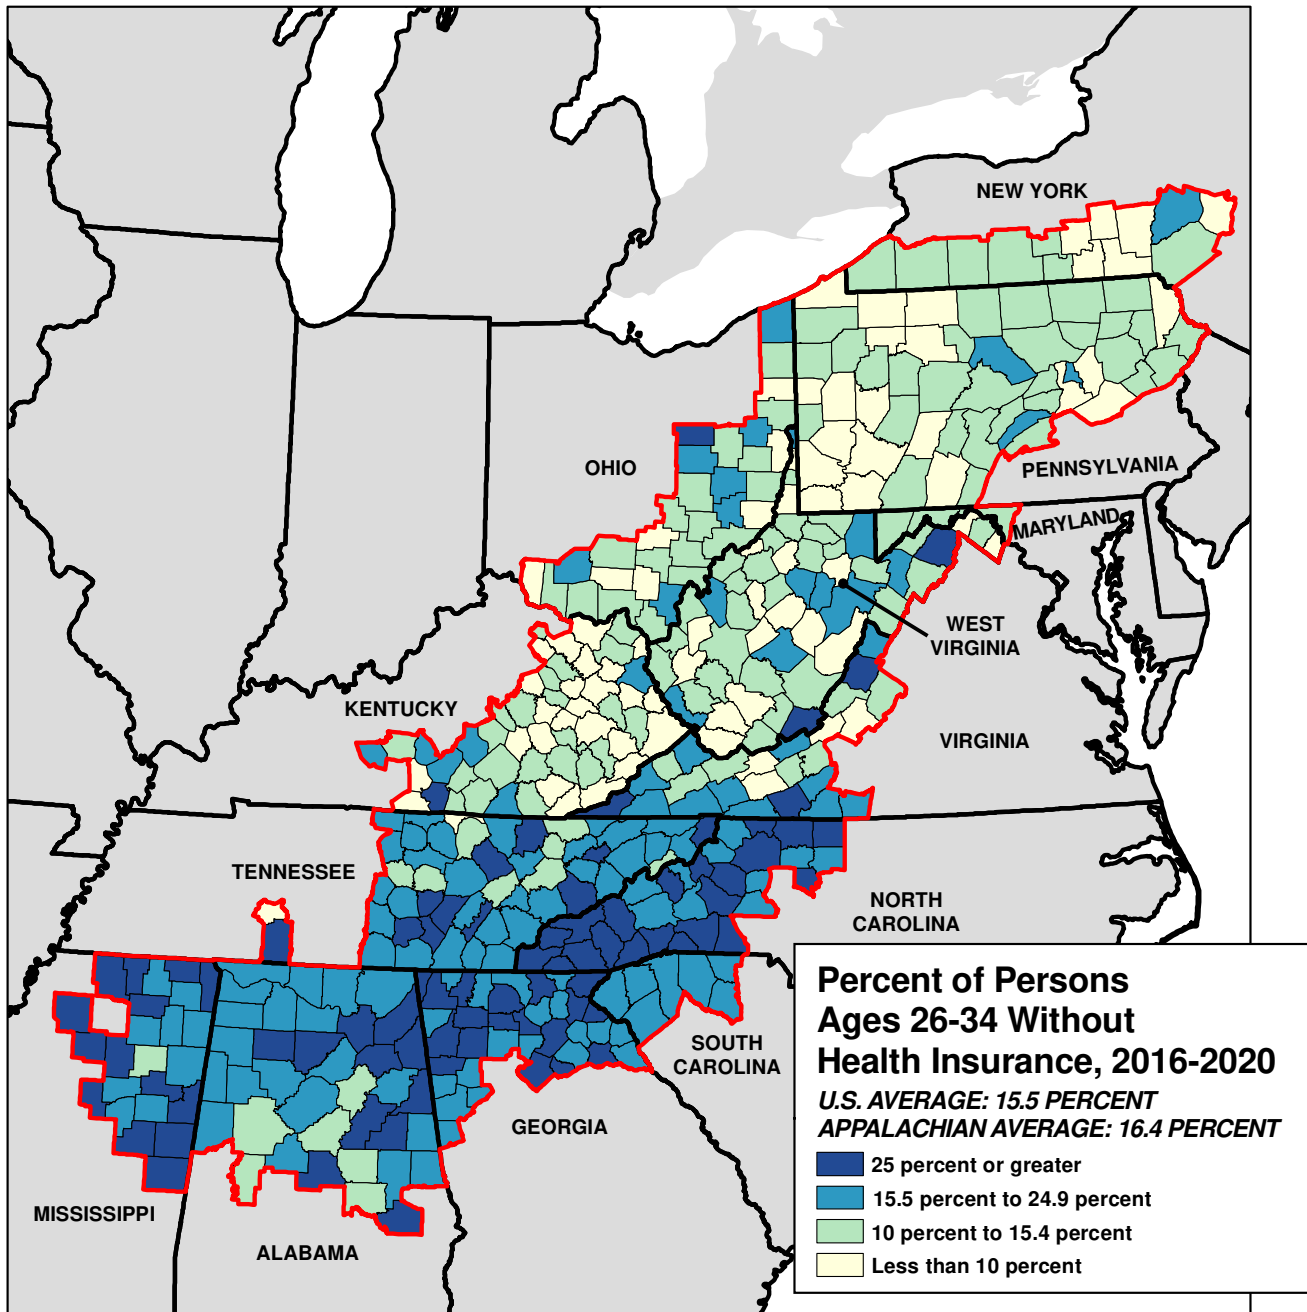 NEW YORK
OHIO
PENNSYLVANIA
MARYLAND
WEST
VIRGINIA
KENTUCKY
VIRGINIA
TENNESSEE
NORTH
CAROLINA
SOUTH
CAROLINA
GEORGIA
MISSISSIPPI
ALABAMA
Percent of Persons
Ages 26-34 Without
Health Insurance, 2016-2020
U.S. AVERAGE: 15.5 PERCENT
APPALACHIAN AVERAGE: 16.4 PERCENT
25 percent or greater
15.5 percent to 24.9 percent
10 percent to 15.4 percent
Less than 10 percent